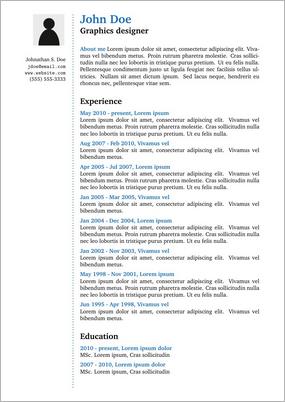 John Doe
Graphics designer
Johnathan S. Doe
jdoe@email.com
www.website.com
(555) 555-3333
About me Lorem ipsum dolor sit amet, consectetur adipiscing elit. Viva-
mus vel bibendum metus. Proin rutrum pharetra molestie. Cras sollicitudin
leo nec lobortis in tristique purus pretium. Ut eu felis nulla.
Pellentesque condimentum justo ut ligula feugiat nec facilisis tellus ul-
tricies. Nullam sit amet dictum ipsum. Sed lacus neque, hendrerit eu
rhoncus nec, pellentesque vitae sem.
Experience
May 2010 - present, Lorem ipsum
Lorem ipsum dolor sit amet, consectetur adipiscing elit. Vivamus vel
bibendum metus. Proin rutrum pharetra molestie. Cras sollicitudin leo
nec lobortis in tristique purus pretium. Ut eu felis nulla.
Aug 2007 - Feb 2010, Vivamus vel
Lorem ipsum dolor sit amet, consectetur adipiscing elit. Vivamus vel
bibendum metus.
Apr 2005 - Jul 2007, Lorem ipsum
Lorem ipsum dolor sit amet, consectetur adipiscing elit. Vivamus vel
bibendum metus. Proin rutrum pharetra molestie. Cras sollicitudin leo
nec lobortis in tristique purus pretium. Ut eu felis nulla.
Jan 2005 - Mar 2005, Vivamus vel
Lorem ipsum dolor sit amet, consectetur adipiscing elit. Vivamus vel
bibendum metus.
Jan 2004 - Dec 2004, Lorem ipsum
Lorem ipsum dolor sit amet, consectetur adipiscing elit. Vivamus vel
bibendum metus. Proin rutrum pharetra molestie. Cras sollicitudin leo
nec lobortis in tristique purus pretium. Ut eu felis nulla.
Jan 2002 - Nov 2003, Vivamus vel
Lorem ipsum dolor sit amet, consectetur adipiscing elit. Vivamus vel
bibendum metus.
May 1998 - Nov 2001, Lorem ipsum
Lorem ipsum dolor sit amet, consectetur adipiscing elit. Vivamus vel
bibendum metus. Proin rutrum pharetra molestie. Cras sollicitudin leo
nec lobortis in tristique purus pretium. Ut eu felis nulla.
Jun 1995 - Apr 1998, Vivamus vel
Lorem ipsum dolor sit amet, consectetur adipiscing elit. Vivamus vel
bibendum metus.
Education
2010 - present, Lorem ipsum dolor
MSc. Lorem ipsum, Cras sollicitudin
2007 - 2010, Lorem ipsum dolor
MSc. Lorem ipsum, Cras sollicitudin